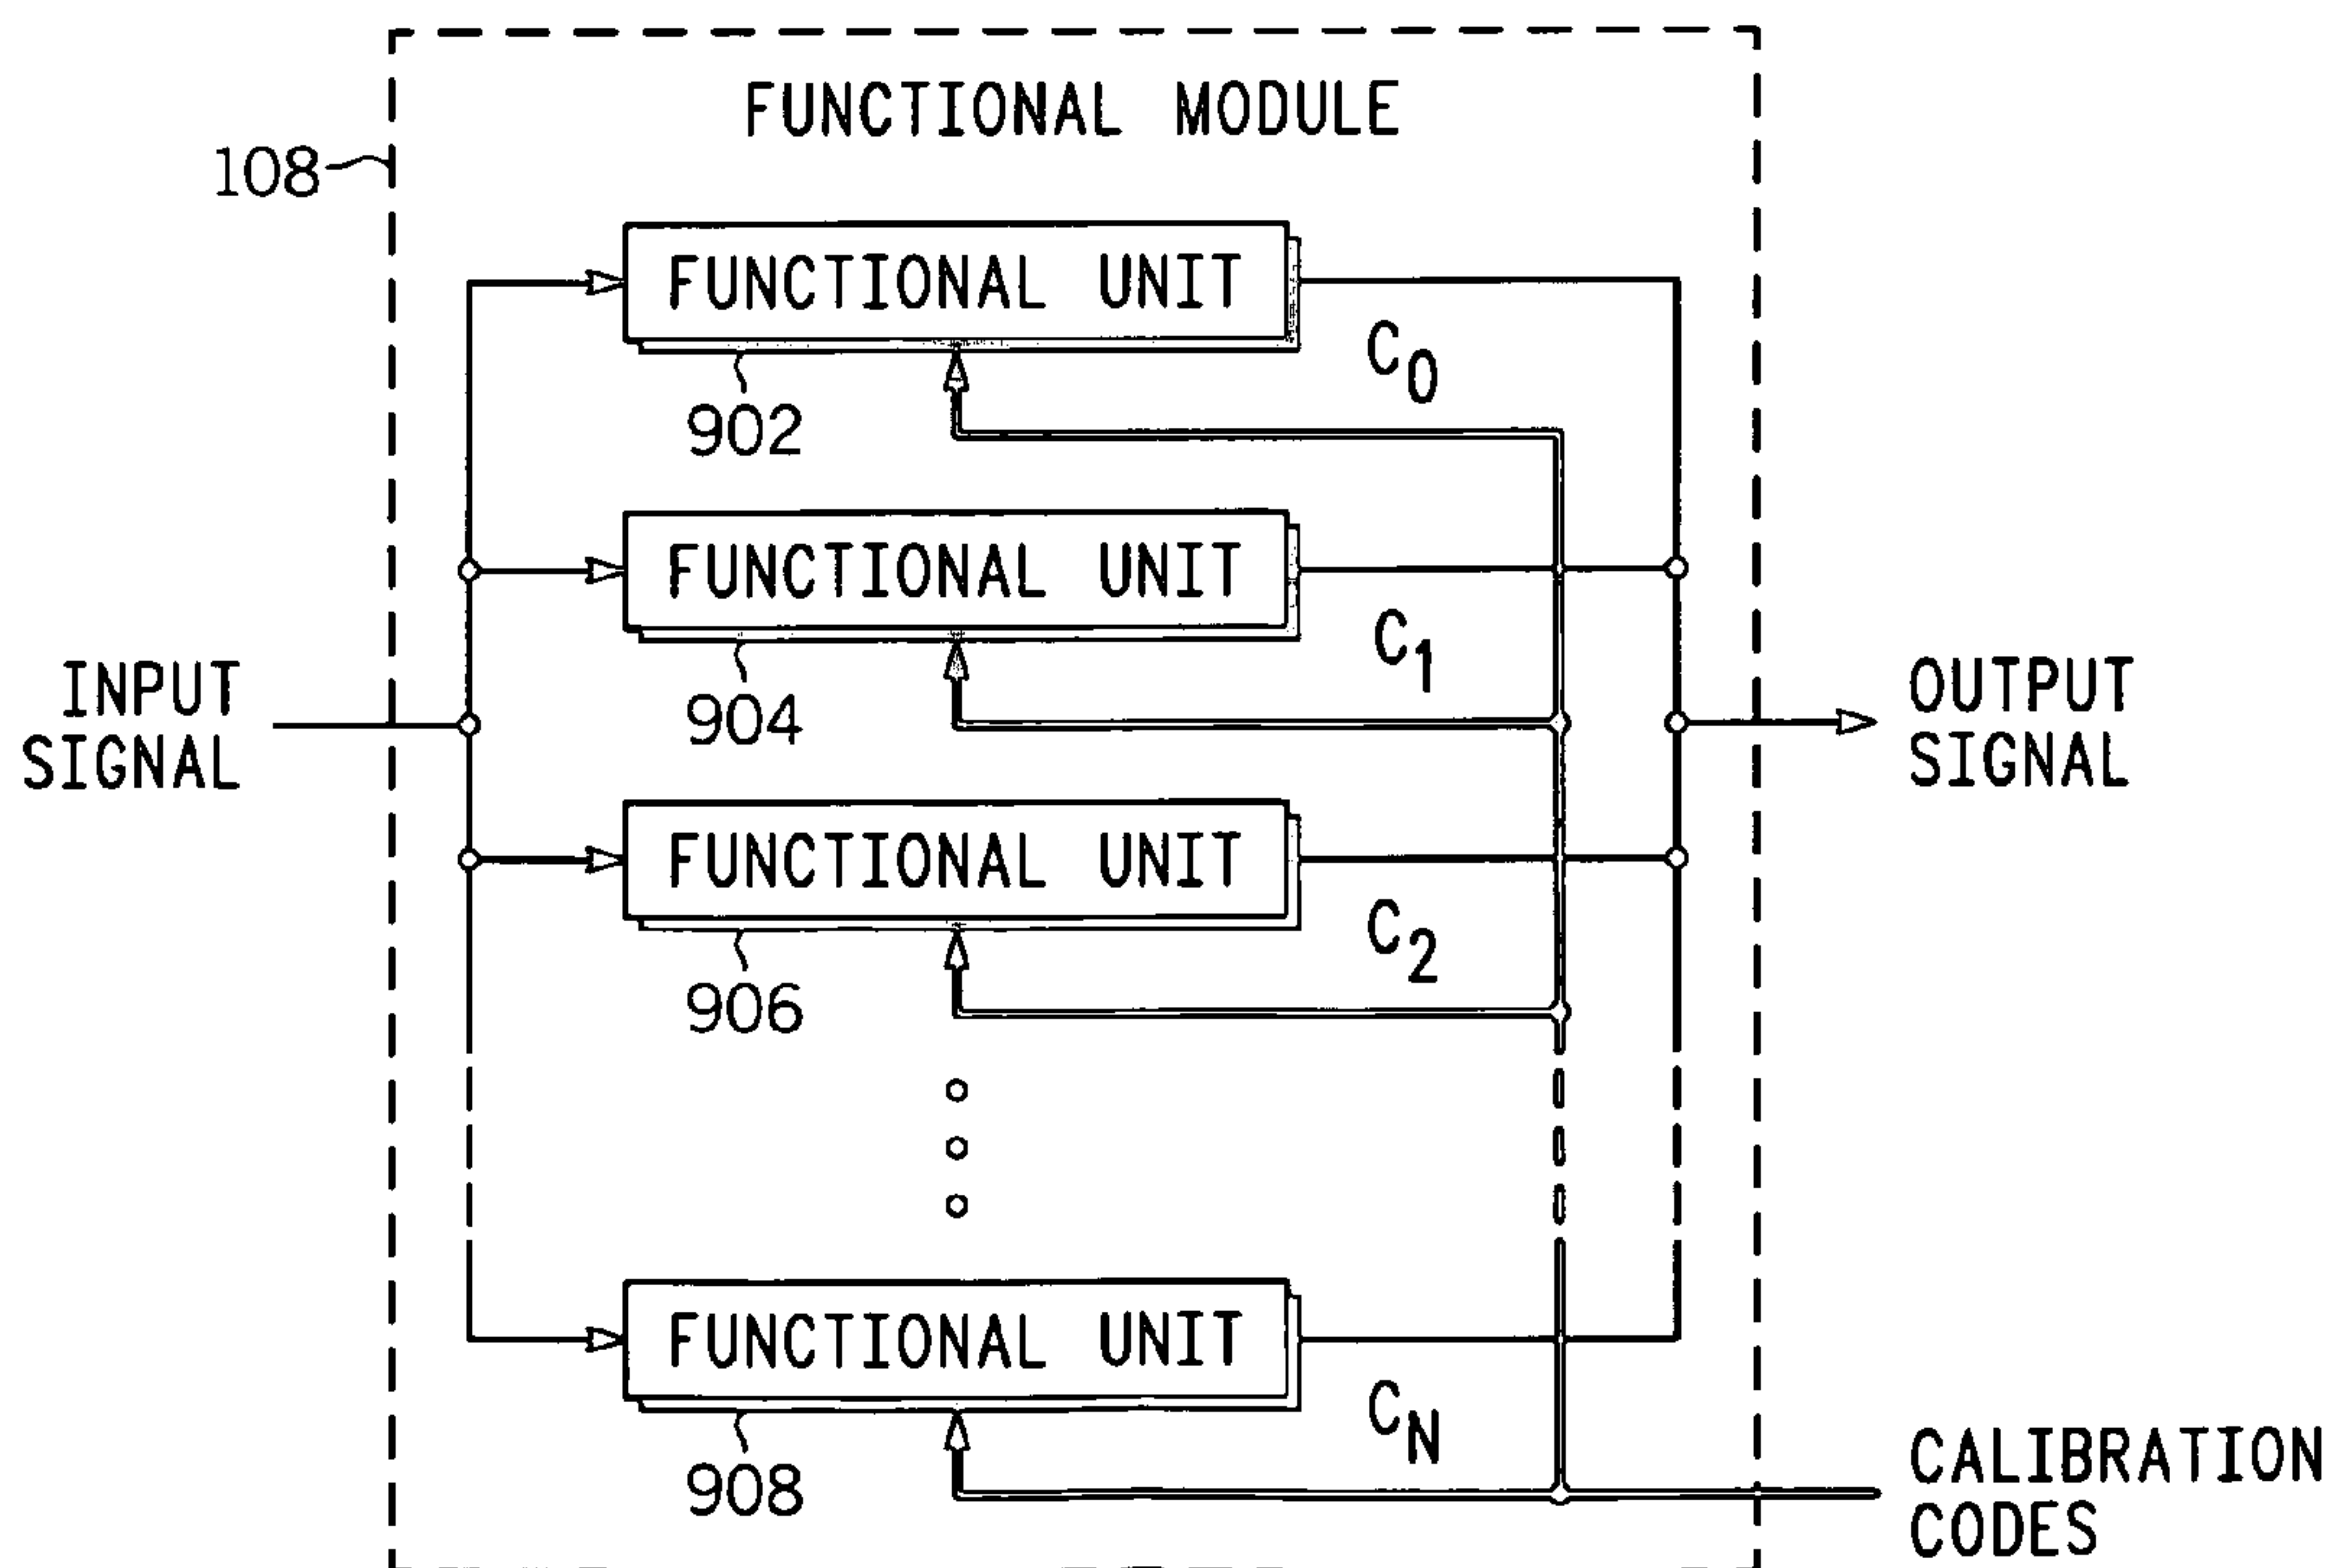 FUNCTIONAL MODULE
108
FUNCTIONAL UNIT
C0
902
FUNCTIONAL UNIT
C1
904
INPUT
SIGNAL
OUTPUT
SIGNAL
FUNCTIONAL UNIT
C2
906
FUNCTIONAL UNIT
CN
908
CALIBRATION
CODES